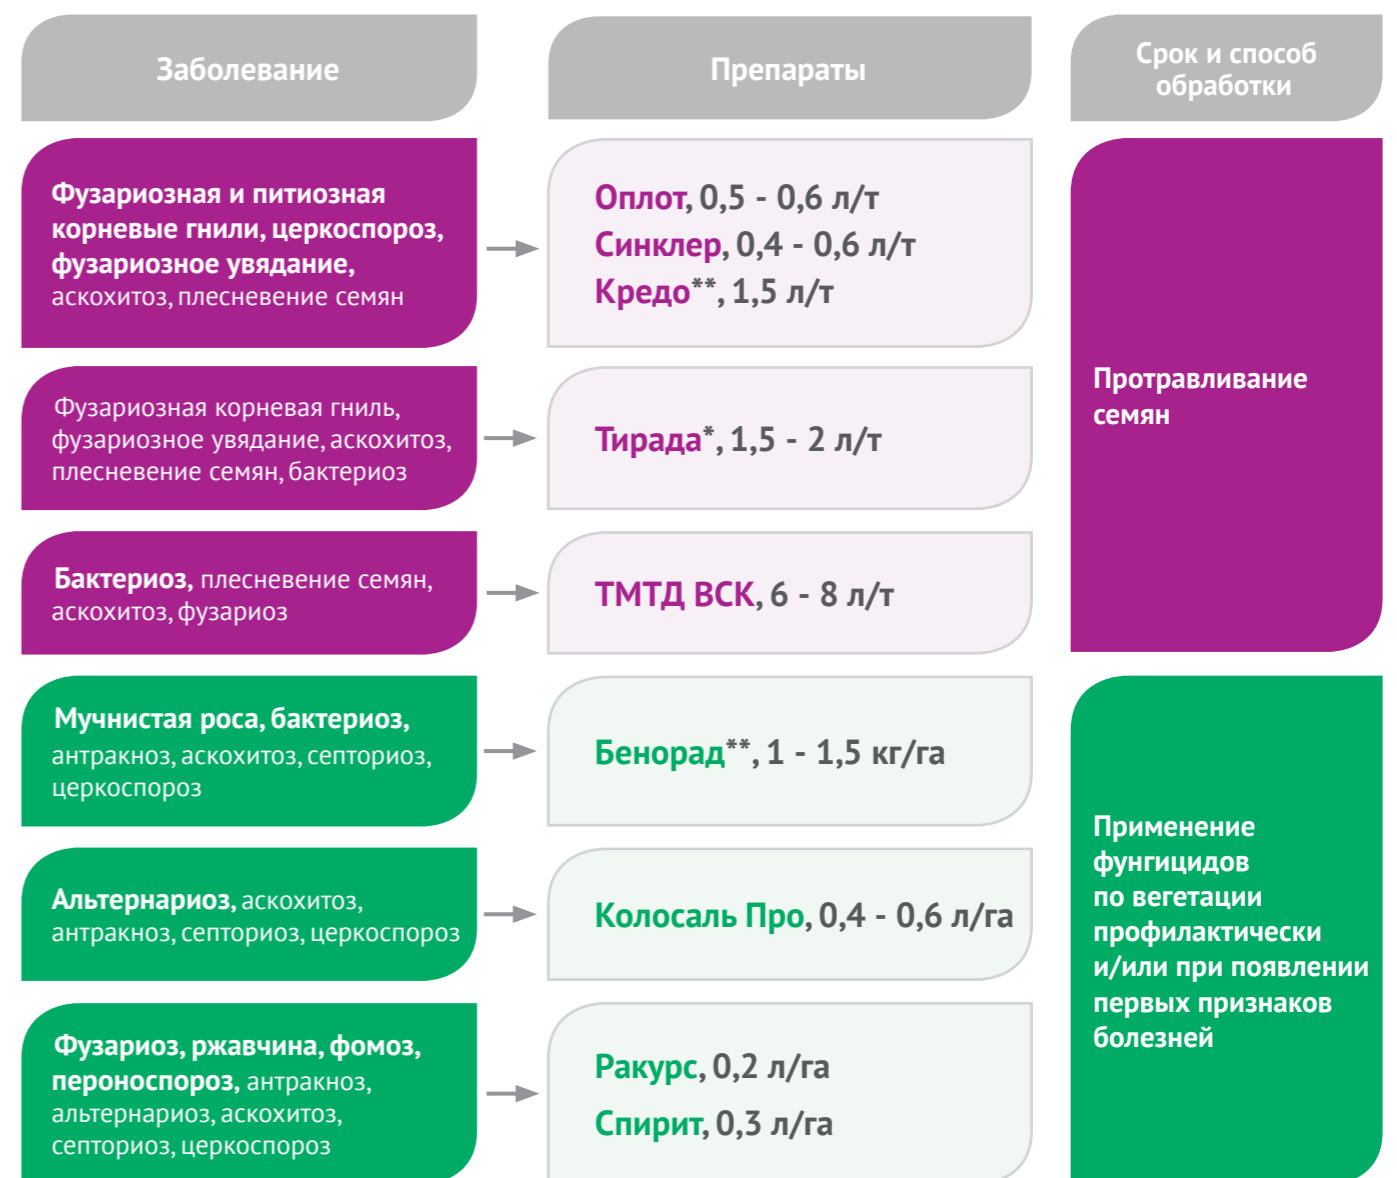 Заболевание
Препараты
Срок и способ
обработки
Фузариозная и питиозная
корневые гнили, церкоспороз,
фузариозное увядание,
аскохитоз, плесневение семян
Оплот, 0,5 - 0,6 л/т
Синклер, 0,4 - 0,6 л/т
Кредо**, 1,5 л/т
Фузариозная корневая гниль,
фузариозное увядание, аскохитоз,
плесневение семян, бактериоз
Тирада*, 1,5 - 2 л/т
Бактериоз, плесневение семян,
аскохитоз, фузариоз
ТМТД ВСК, 6 - 8 л/т
Протравливание
семян
Мучнистая роса, бактериоз,
антракноз, аскохитоз, септориоз,
церкоспороз
Бенорад**, 1 - 1,5 кг/га
Альтернариоз, аскохитоз,
антракноз, септориоз, церкоспороз
Колосаль Про, 0,4 - 0,6 л/га
Фузариоз, ржавчина, фомоз,
пероноспороз, антракноз,
альтернариоз, аскохитоз,
септориоз, церкоспороз
Ракурс, 0,2 л/га
Спирит, 0,3 л/га
Применение
фунгицидов
по вегетации
профилактически
и/или при появлении
первых признаков
болезней